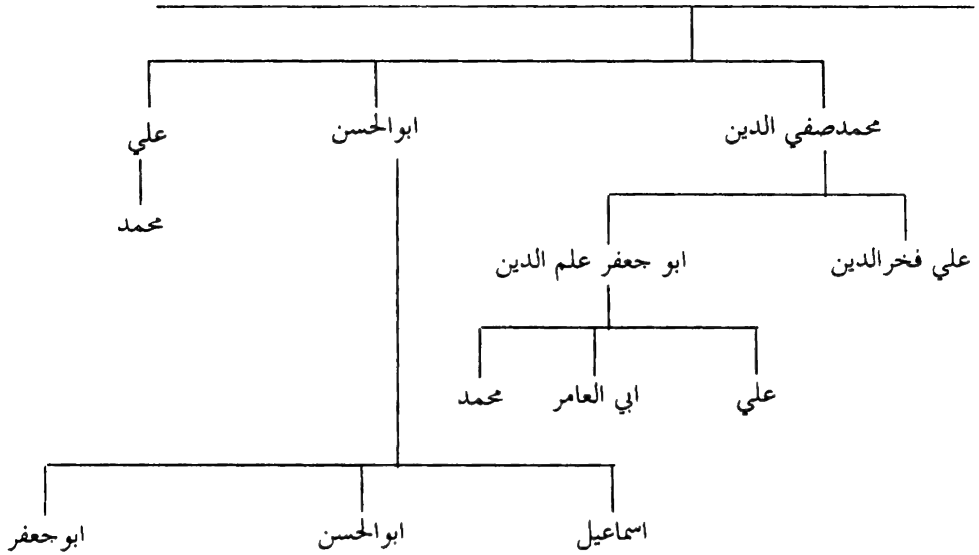 محمدصفي الدين ابوالحسن علي
محمد
علي فخرالدين ابو جعفر علم الدين
علي ابي العامر محمد
اسماعيل ابوالحسن ابوجعفر